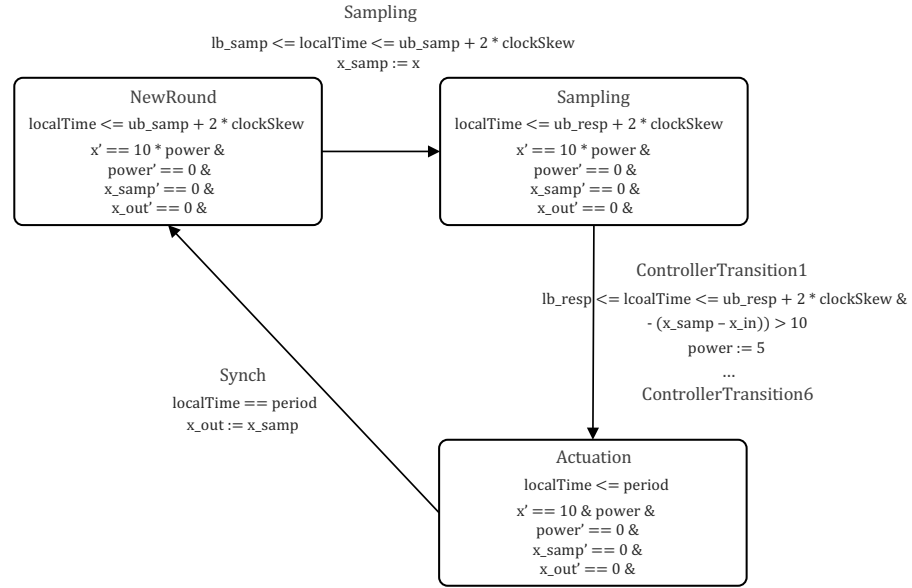 Sampling
lb_samp <= localTime <= ub_samp + 2 * clockSkew
x_samp := x
NewRound
localTime <= ub_samp + 2 * clockSkew
x' == 10 * power &
power' == 0 &
x_samp' == 0 &
x_out' == 0 &
Sampling
localTime <= ub_resp + 2 * clockSkew
x' == 10 * power &
power' == 0 &
x_samp' == 0 &
x_out' == 0 &
ControllerTransition1
lb_resp <= lcoalTime <= ub_resp + 2 * clockSkew &
- (x_samp – x_in)) > 10
power := 5
...
ControllerTransition6
Synch
localTime == period
x_out := x_samp
Actuation
localTime <= period
x' == 10 & power &
power' == 0 &
x_samp' == 0 &
x_out' == 0 &